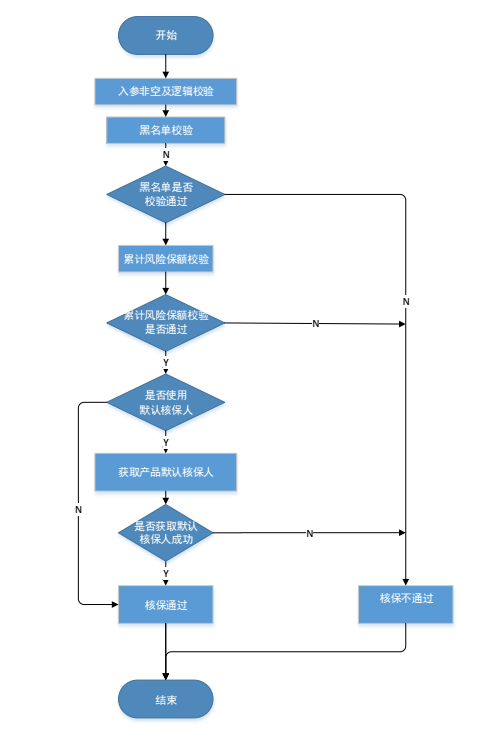 开始
入参非空及逻辑校验
黑名单校验
N
黑名单是否
校验通过
累计风险保额校验
N
累计风险保额校验
是否通过
N
Y
是否使用
默认核保人
Y
获取产品默认核保人
N
是否获取默认
核保人成功
N
Y
核保通过
核保不通过
结束